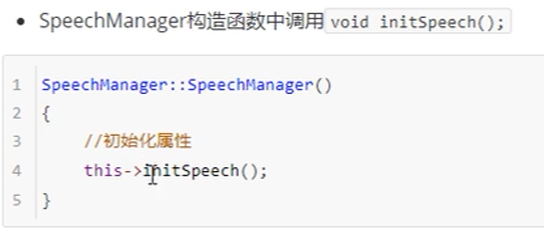 SpeechManager构造函数中调用 void initSpeech();
1 SpeechManager::SpeechManager()
2 {
3 //初始化属性
4 this->initSpeech();
5 }